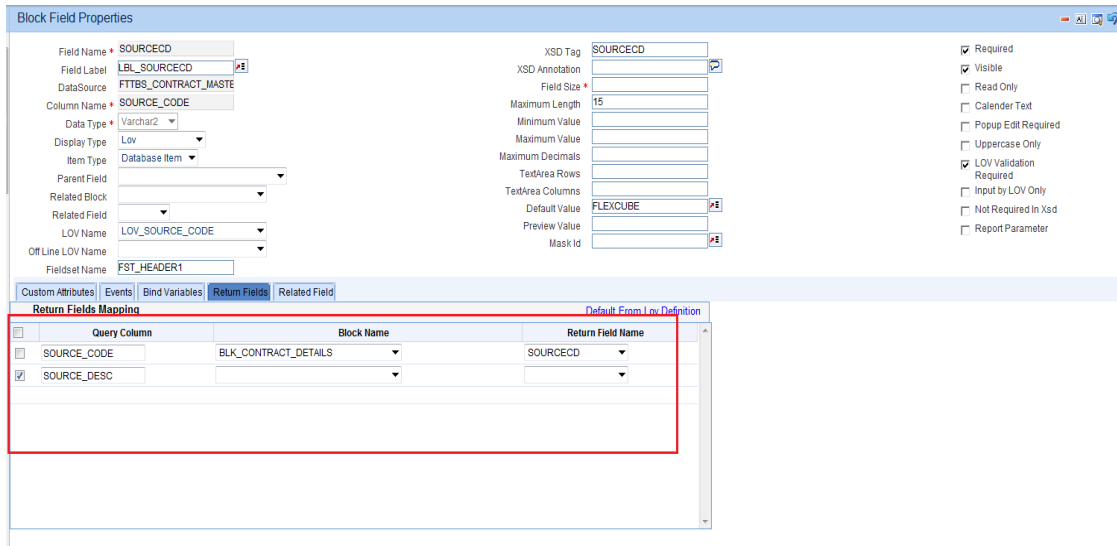 Block Field Properties
Field Name * SOURCECD
Field Label LBL_SOURCECD
DataSource FTTBS_CONTRACT_MASTE
Column Name * SOURCE_CODE
Data Type * Varchar2
Display Type Lov
Item Type Database Item
Parent Field
Related Block
Related Field
LOV Name LOV_SOURCE_CODE
Off Line LOV Name
Fieldset Name FST_HEADER1
XSD Tag SOURCECD
XSD Annotation
Field Size *
Maximum Length 15
Minimum Value
Maximum Value
Maximum Decimals
TextArea Rows
TextArea Columns
Default Value FLEXCUBE
Preview Value
Mask Id
Required
Visible
Read Only
Calender Text
Popup Edit Required
Uppercase Only
LOV Validation
Required
Input by LOV Only
Not Required In Xsd
Report Parameter
Custom Attributes Events Bind Variables Return Fields Related Field
Return Fields Mapping Default From Lov Definition
Query Column Block Name Return Field Name
SOURCE_CODE BLK_CONTRACT_DETAILS SOURCECD
SOURCE_DESC